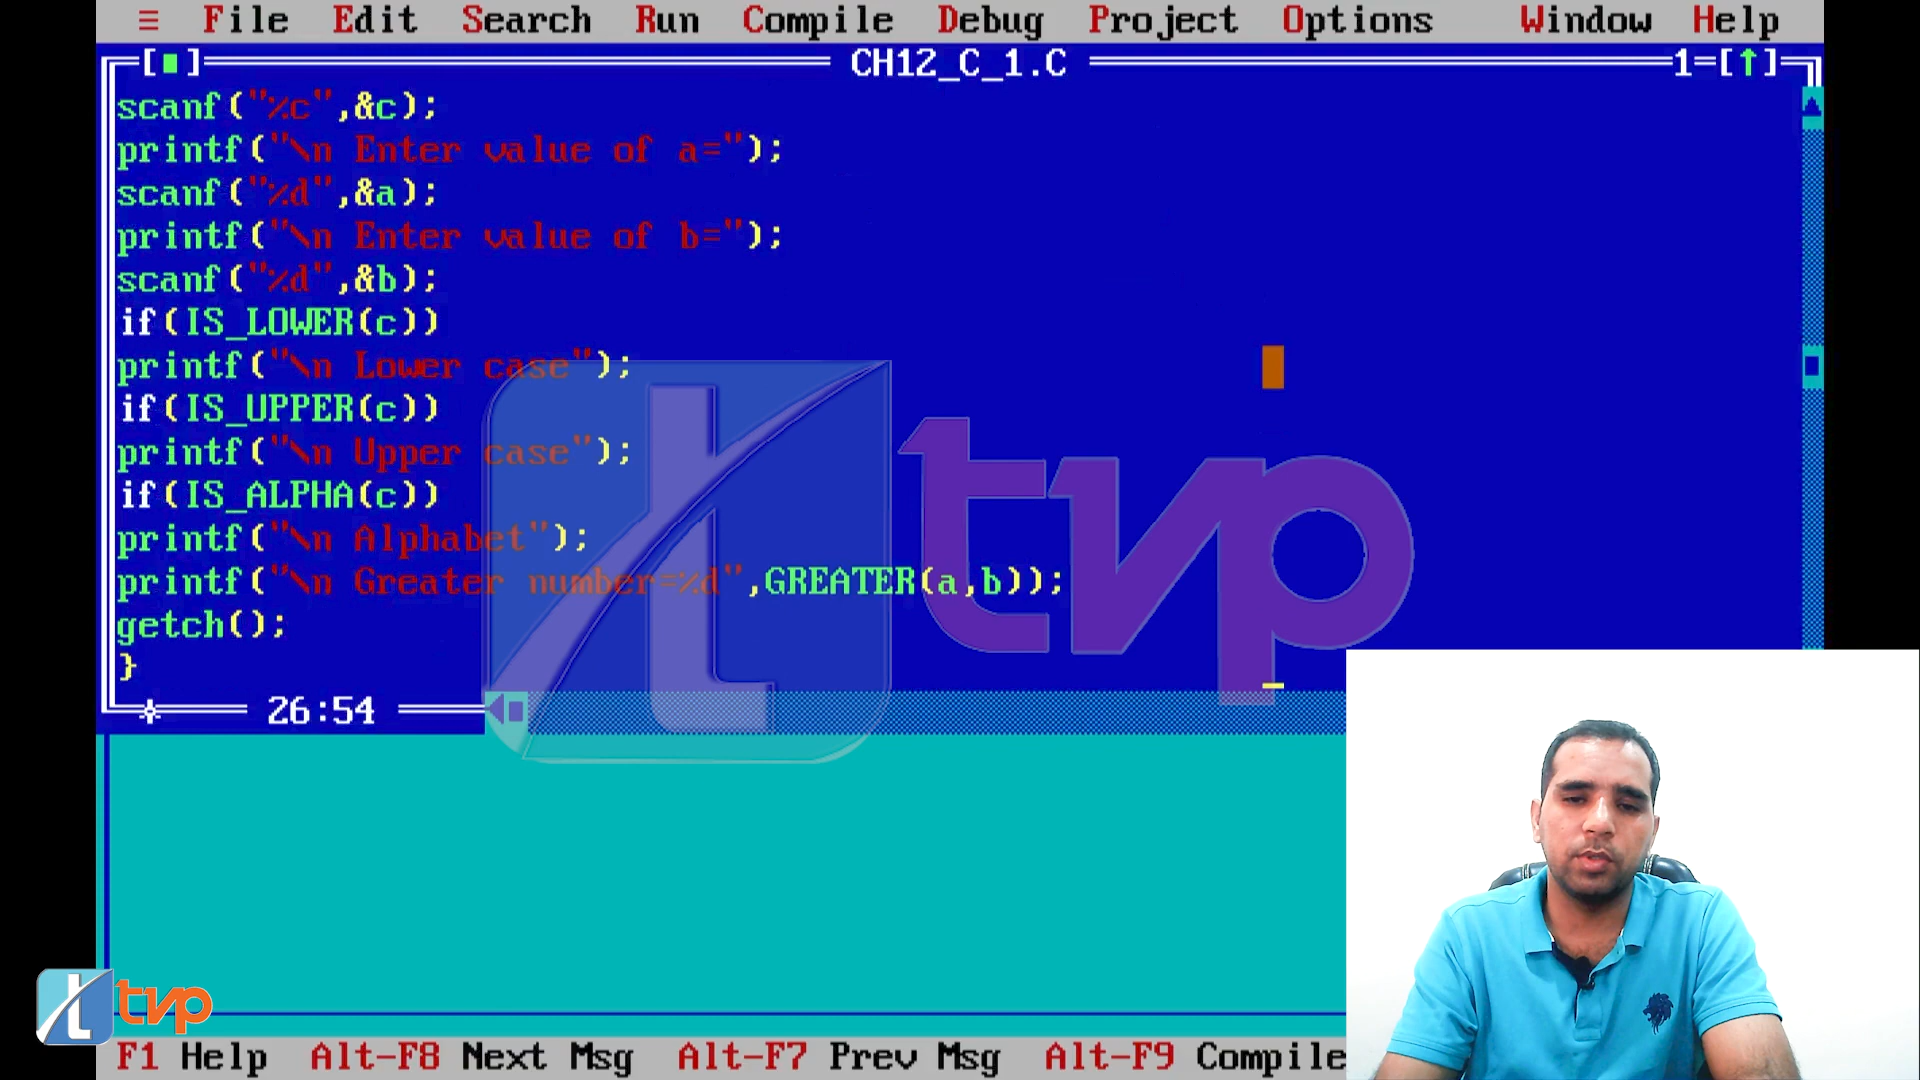 ≡ File Edit Search Run Compile Debug Project Options Window Help
[■] CH12_C_1.C 1=[↑]
scanf("%c",&c);
printf("\n Enter value of a=");
scanf("%d",&a);
printf("\n Enter value of b=");
scanf("%d",&b);
if(IS_LOWER(c))
printf("\n Lower case");
if(IS_UPPER(c))
printf("\n Upper case");
if(IS_ALPHA(c))
printf("\n Alphabet");
printf("\n Greater number=%d",GREATER(a,b));
getch();
}
26:54
tvp
t tvp
F1 Help Alt-F8 Next Msg Alt-F7 Prev Msg Alt-F9 Compile